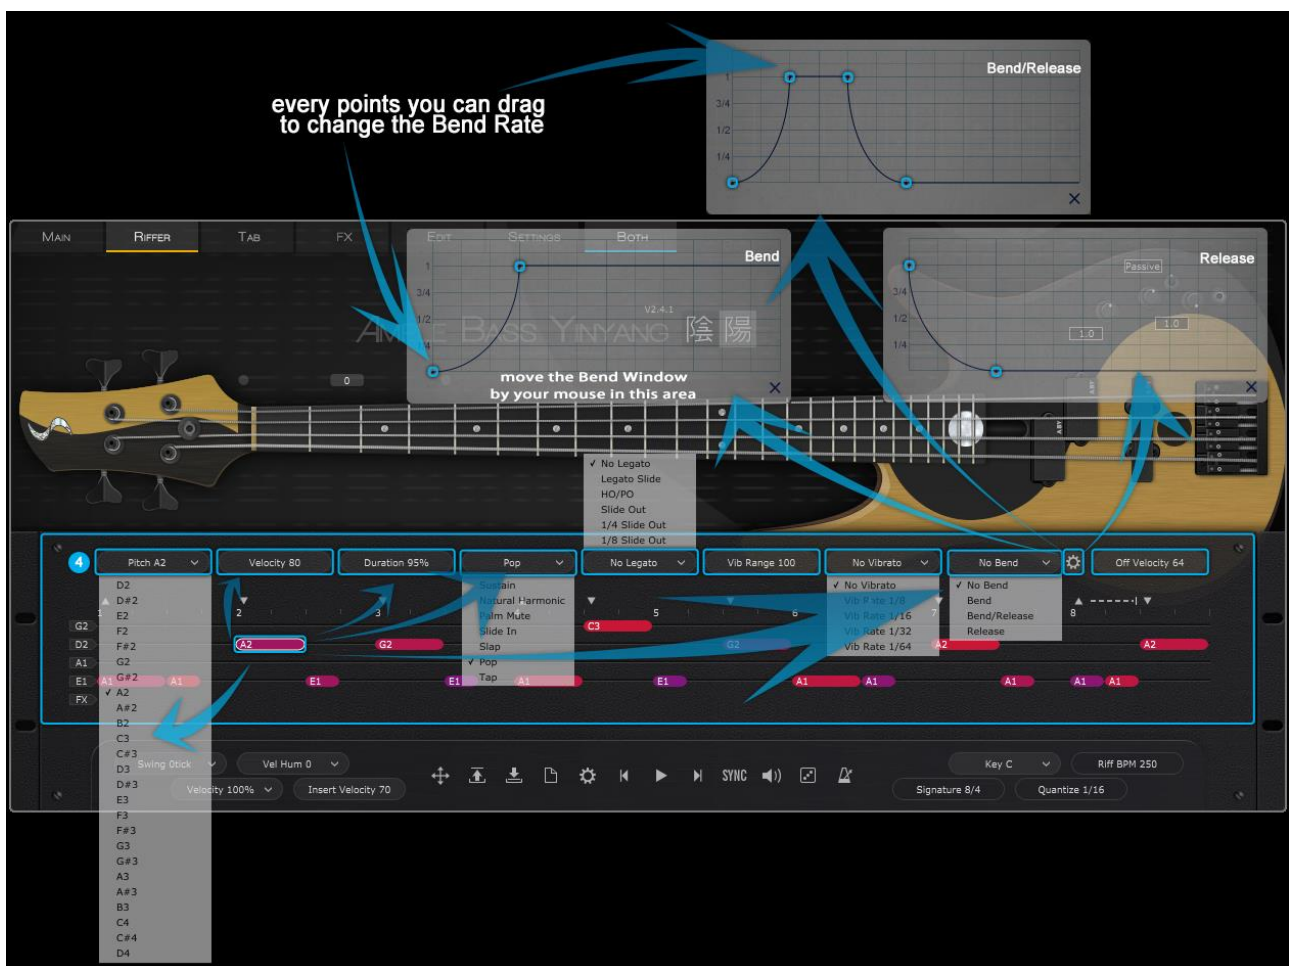 Bend/Release
1
3/4
1/2
1/4
every points you can drag
to change the Bend Rate
MAIN
RIFFER
TAB
FX
EDIT
SETTINGS
BOTH
Bend
1
3/4
1/2
1/4
V2.4.1
AMPLE BASS YINYANG 陰陽
move the Bend Window
by your mouse in this area
Release
3/4
1/2
1/4
Passive
1.0
1.0
0
✓ No Legato
Legato Slide
HO/PO
Slide Out
1/4 Slide Out
1/8 Slide Out
4
Pitch A2
Velocity 80
Duration 95%
Pop
No Legato
Vib Range 100
No Vibrato
No Bend
Off Velocity 64
D2
D#2
E2
F2
F#2
G2
G#2
✓ A2
A#2
B2
C3
C#3
D3
D#3
E3
F3
F#3
G3
G#3
A3
A#3
B3
C4
C#4
D4
Sustain
Natural Harmonic
Palm Mute
Slide In
Slap
✓ Pop
Tap
✓ No Vibrato
Vib Rate 1/8
Vib Rate 1/16
Vib Rate 1/32
Vib Rate 1/64
✓ No Bend
Bend
Bend/Release
Release
1 2 3 5 6 7 8
G2 C3
D2 A2 G2 G2 A2 A2
A1
E1 A1 A1 E1 E1 A1 E1 A1 A1 A1 A1 A1
FX
Swing 0tick
Vel Hum 0
SYNC
Key C
Riff BPM 250
Velocity 100%
Insert Velocity 70
Signature 8/4
Quantize 1/16